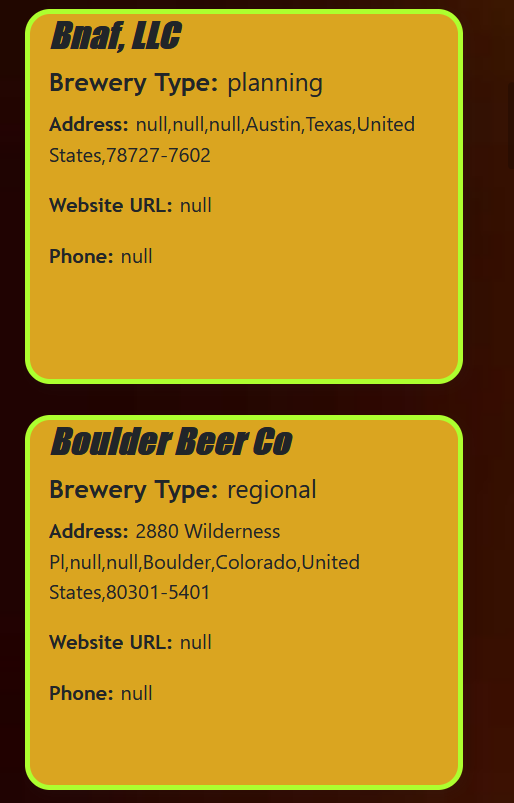 Bnaf, LLC
Brewery Type: planning
Address: null,null,null,Austin,Texas,United
States,78727-7602
Website URL: null
Phone: null
Boulder Beer Co
Brewery Type: regional
Address: 2880 Wilderness
Pl,null,null,Boulder,Colorado,United
States,80301-5401
Website URL: null
Phone: null